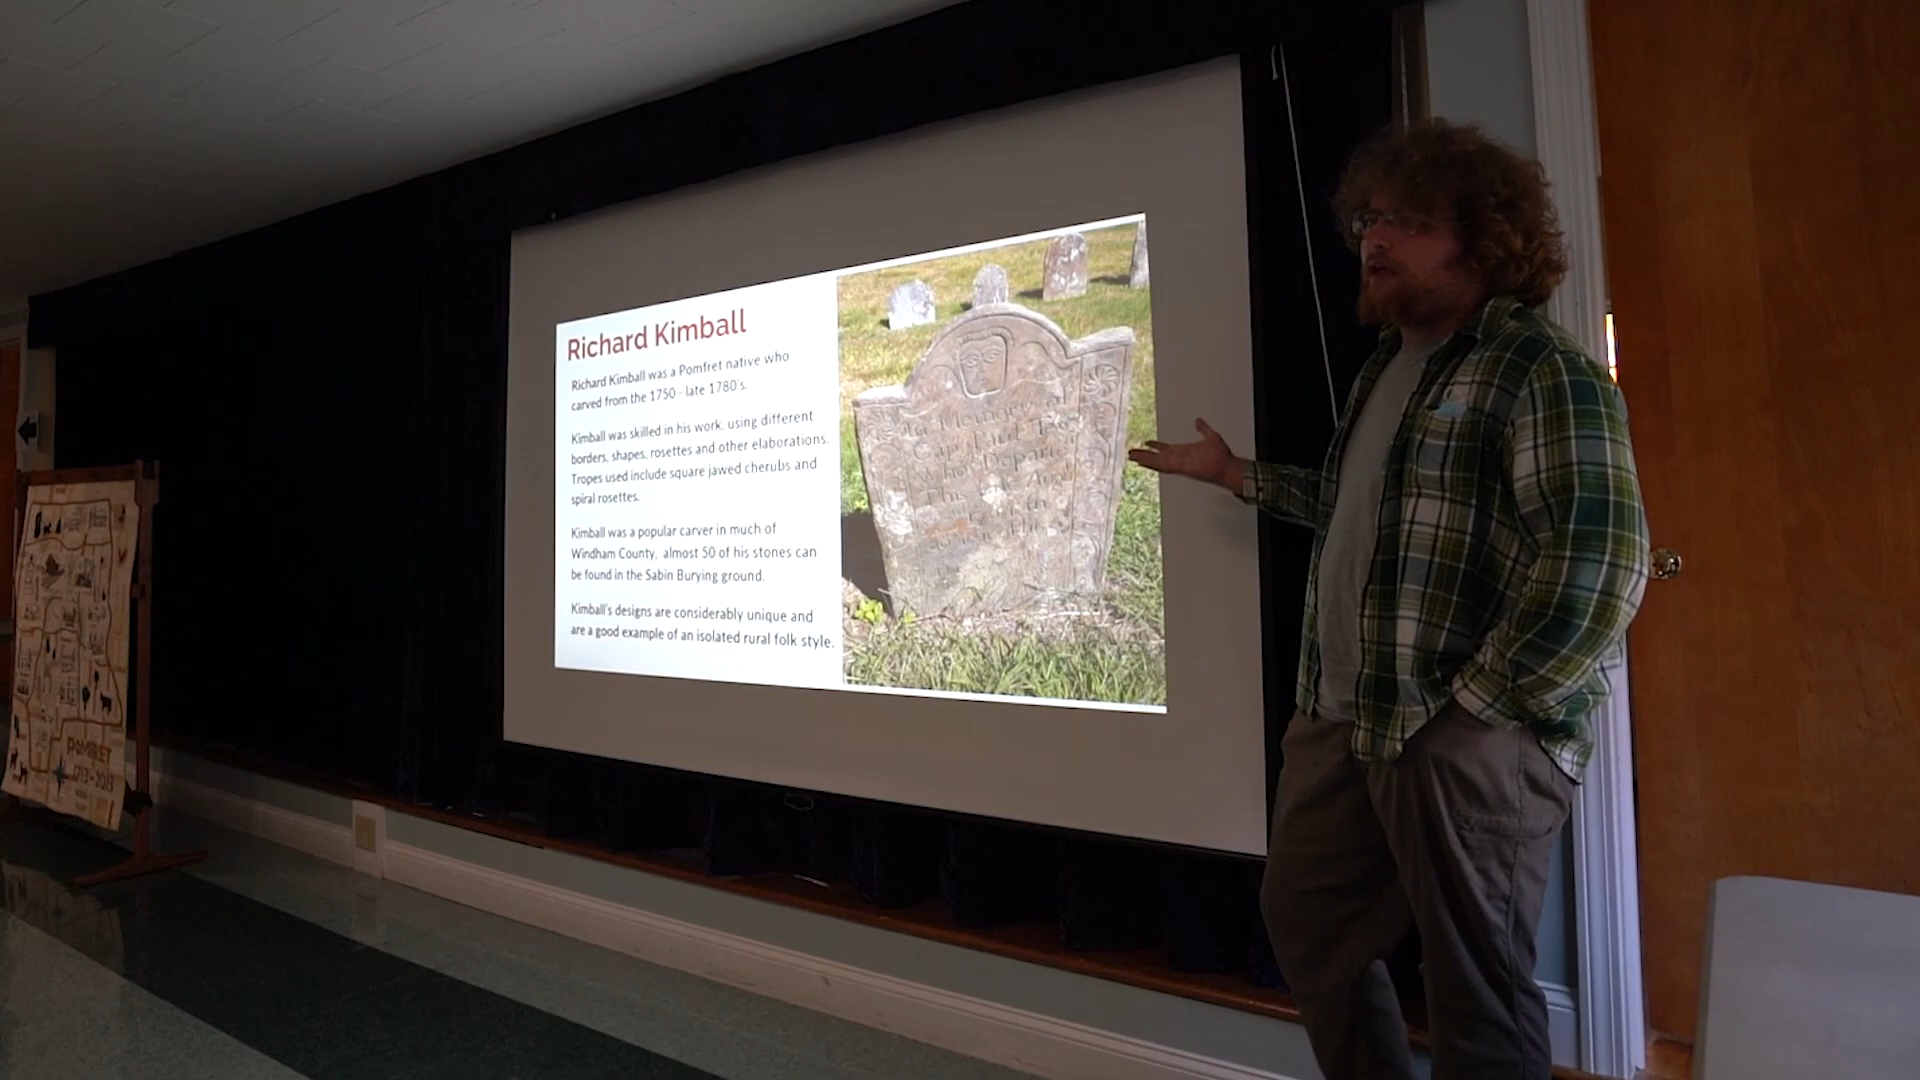 Richard Kimball
Richard Kimball was a Pomfret native who
carved from the 1750 - late 1780's.
Kimball was skilled in his work, using different
borders, shapes, rosettes and other elaborations.
Tropes used include square jawed cherubs and
spiral rosettes.
Kimball was a popular carver in much of
Windham County, almost 50 of his stones can
be found in the Sabin Burying ground.
Kimball's designs are considerably unique and
are a good example of an isolated rural folk style.
In Memory of
Capt
Who Depart
This
POMFRET
1713-2013